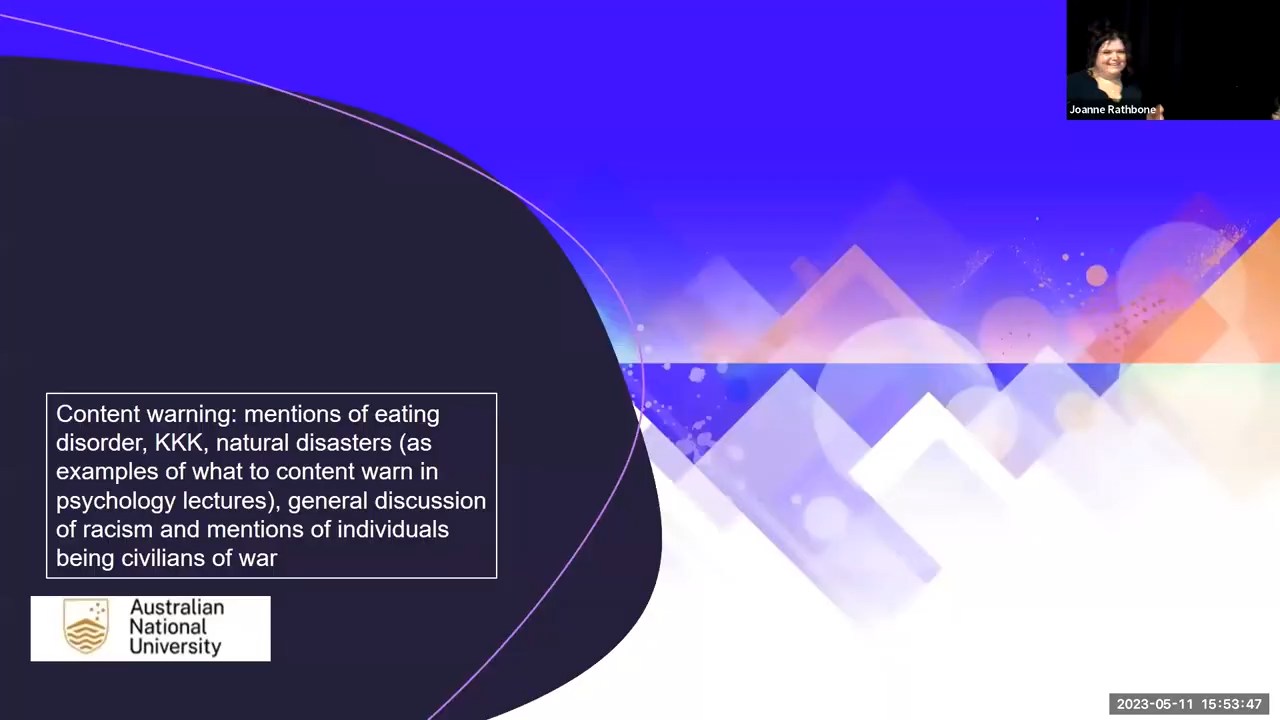 Joanne Rathbone
Content warning: mentions of eating
disorder, KKK, natural disasters (as
examples of what to content warn in
psychology lectures), general discussion
of racism and mentions of individuals
being civilians of war
Australian
National
University
2023-05-11 15:53:47